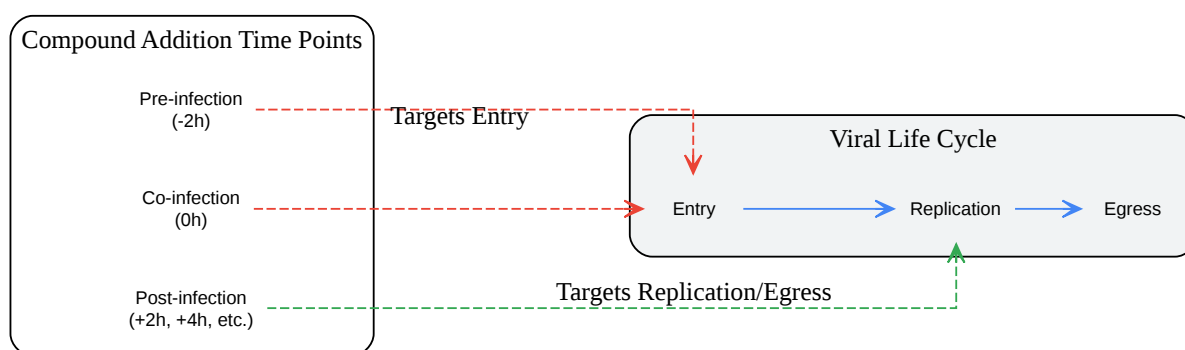 Compound Addition Time Points
Pre-infection
(-2h)
Targets Entry
Viral Life Cycle
Co-infection
(0h)
Entry
Replication
Egress
Post-infection
(+2h, +4h, etc.)
Targets Replication/Egress